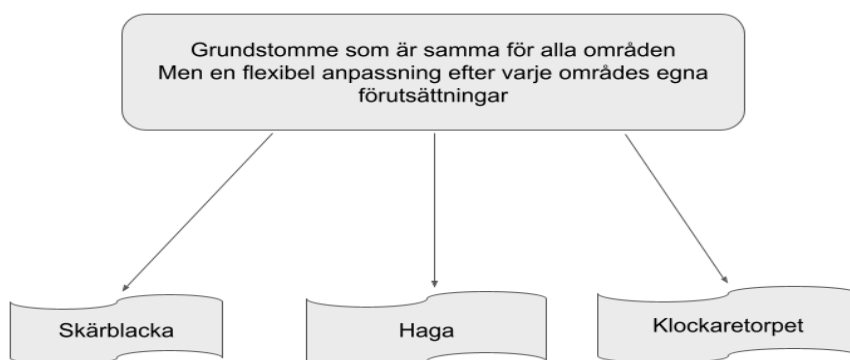 Grundstomme som är samma för alla områden
Men en flexibel anpassning efter varje områdes egna
förutsättningar
Skärblacka
Haga
Klockaretorpet